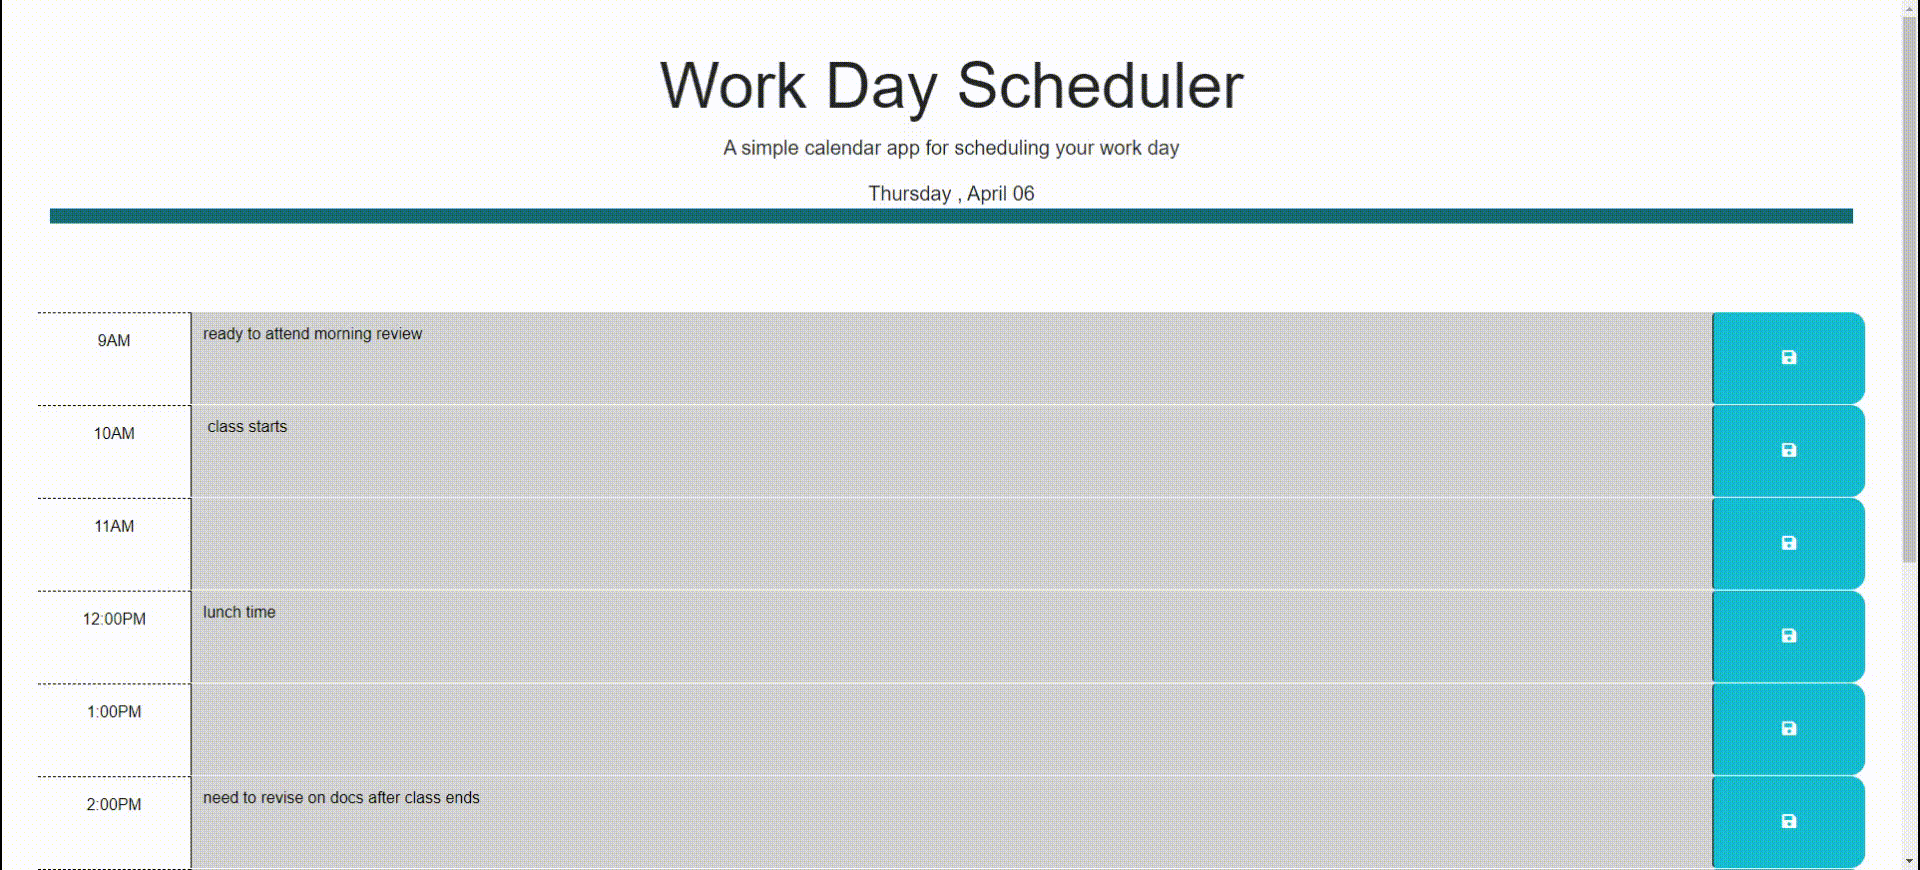 Work Day Scheduler
A simple calendar app for scheduling your work day
Thursday , April 06
9AM
ready to attend morning review
10AM
class starts
11AM
12:00PM
lunch time
1:00PM
2:00PM
need to revise on docs after class ends